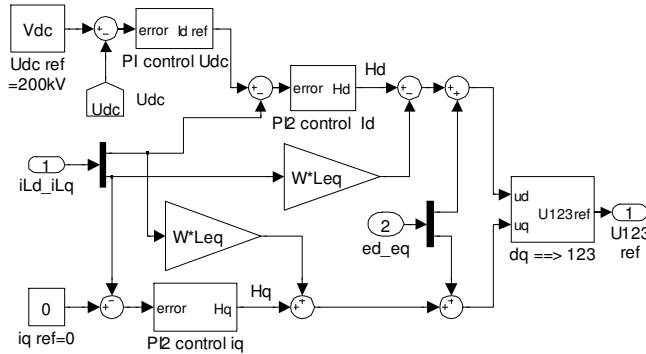 Vdc
Udc ref
=200kV
error Id ref
PI control Udc
Udc
Udc
error Hd
PI2 control Id
Hd
1
iLd_iLq
W*Leq
W*Leq
2
ed_eq
ud
uq
U123ref
dq ==> 123
1
U123
ref
0
iq ref=0
error Hq
PI2 control iq
Hq